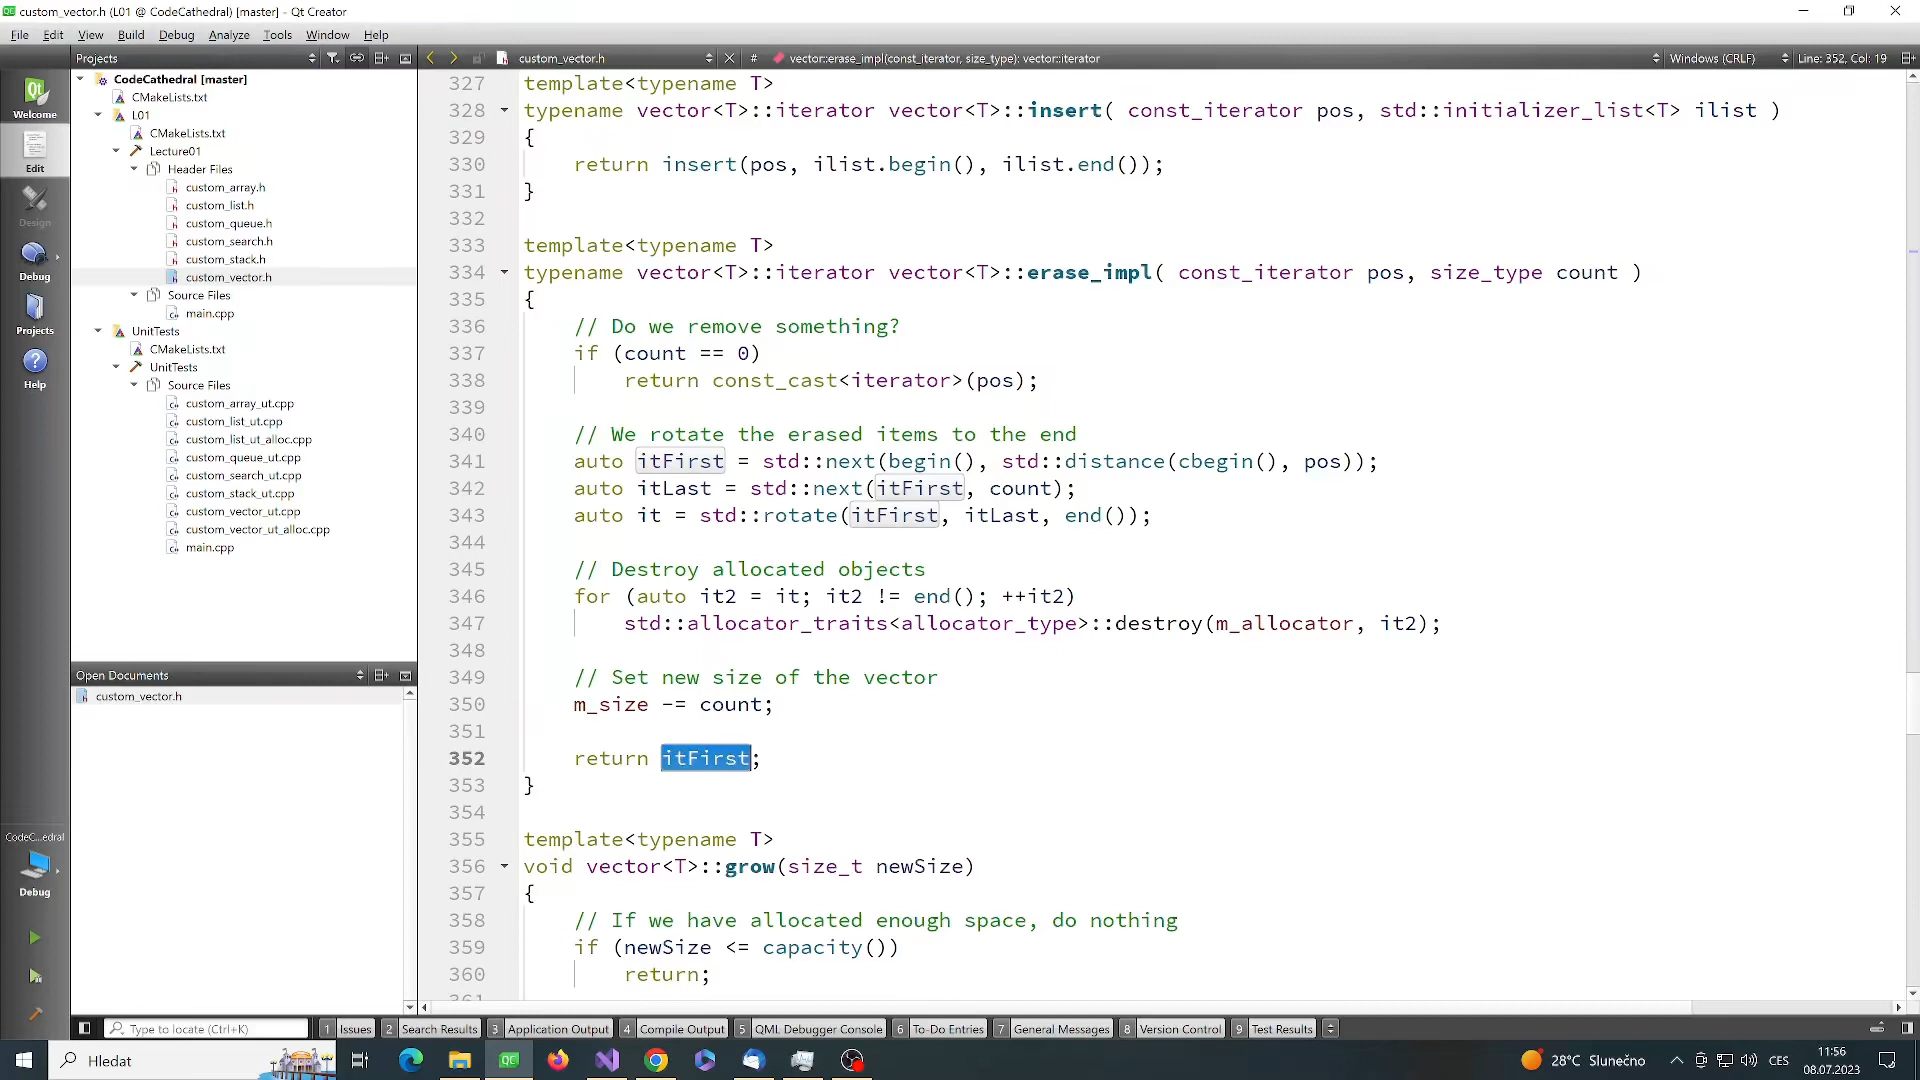 custom_vector.h (L01 @ CodeCathedral) [master] - Qt Creator
File Edit View Build Debug Analyze Tools Window Help
Projects
custom_vector.h
# vector::erase_impl(const_iterator, size_type): vector::iterator
Windows (CRLF)
Line: 352, Col: 19
Welcome
Edit
Design
Debug
Projects
Help
CodeC...edral
Debug
CodeCathedral [master]
CMakeLists.txt
L01
CMakeLists.txt
Lecture01
Header Files
custom_array.h
custom_list.h
custom_queue.h
custom_search.h
custom_stack.h
custom_vector.h
Source Files
main.cpp
UnitTests
CMakeLists.txt
UnitTests
Source Files
custom_array_ut.cpp
custom_list_ut.cpp
custom_list_ut_alloc.cpp
custom_queue_ut.cpp
custom_search_ut.cpp
custom_stack_ut.cpp
custom_vector_ut.cpp
custom_vector_ut_alloc.cpp
main.cpp
Open Documents
custom_vector.h
327 template<typename T>
328 typename vector<T>::iterator vector<T>::insert( const_iterator pos, std::initializer_list<T> ilist )
329 {
330     return insert(pos, ilist.begin(), ilist.end());
331 }
332
333 template<typename T>
334 typename vector<T>::iterator vector<T>::erase_impl( const_iterator pos, size_type count )
335 {
336     // Do we remove something?
337     if (count == 0)
338         return const_cast<iterator>(pos);
339
340     // We rotate the erased items to the end
341     auto itFirst = std::next(begin(), std::distance(cbegin(), pos));
342     auto itLast = std::next(itFirst, count);
343     auto it = std::rotate(itFirst, itLast, end());
344
345     // Destroy allocated objects
346     for (auto it2 = it; it2 != end(); ++it2)
347         std::allocator_traits<allocator_type>::destroy(m_allocator, it2);
348
349     // Set new size of the vector
350     m_size -= count;
351
352     return itFirst;
353 }
354
355 template<typename T>
356 void vector<T>::grow(size_t newSize)
357 {
358     // If we have allocated enough space, do nothing
359     if (newSize <= capacity())
360         return;
361
Type to locate (Ctrl+K)
1 Issues 2 Search Results 3 Application Output 4 Compile Output 5 QML Debugger Console 6 To-Do Entries 7 General Messages 8 Version Control 9 Test Results
Hledat
28°C Slunečno
CES
11:56
08.07.2023